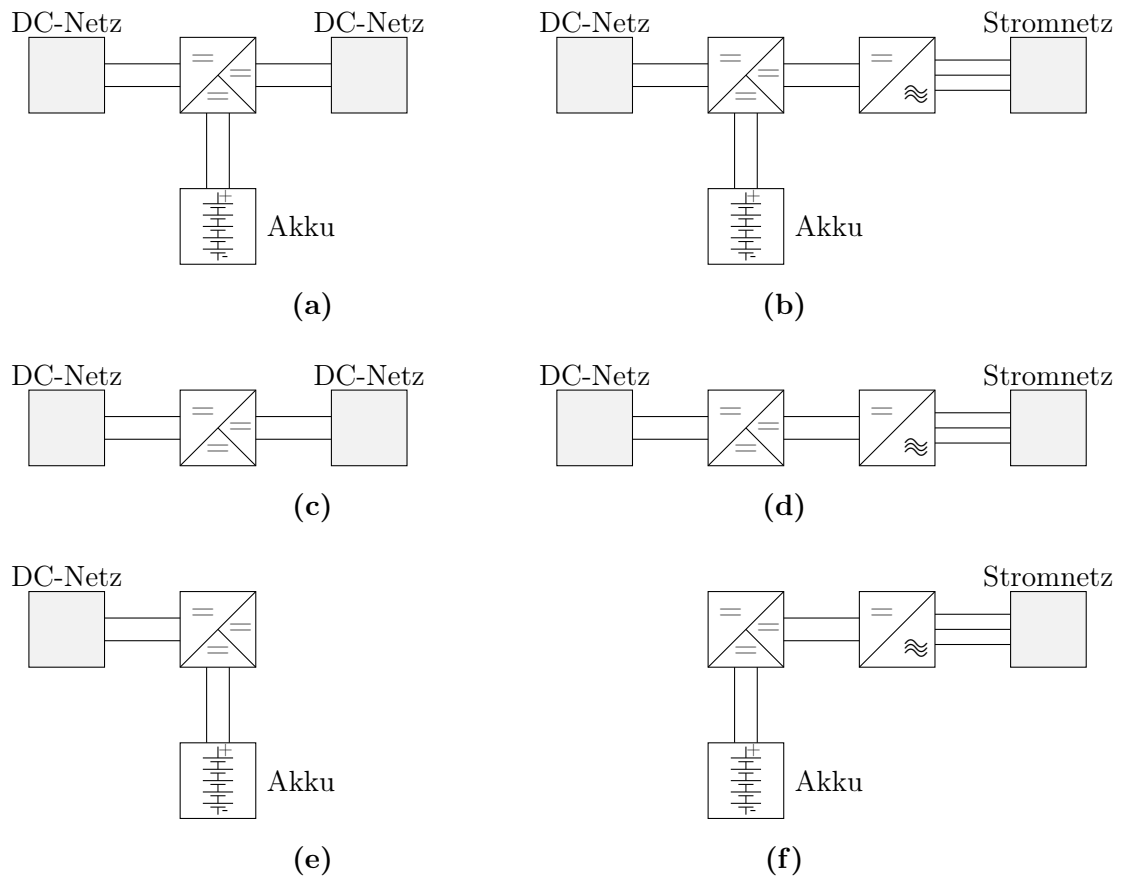 DC-Netz DC-Netz DC-Netz Stromnetz
Akku Akku
(a) (b)
DC-Netz DC-Netz DC-Netz Stromnetz
(c) (d)
DC-Netz Stromnetz
Akku Akku
(e) (f)